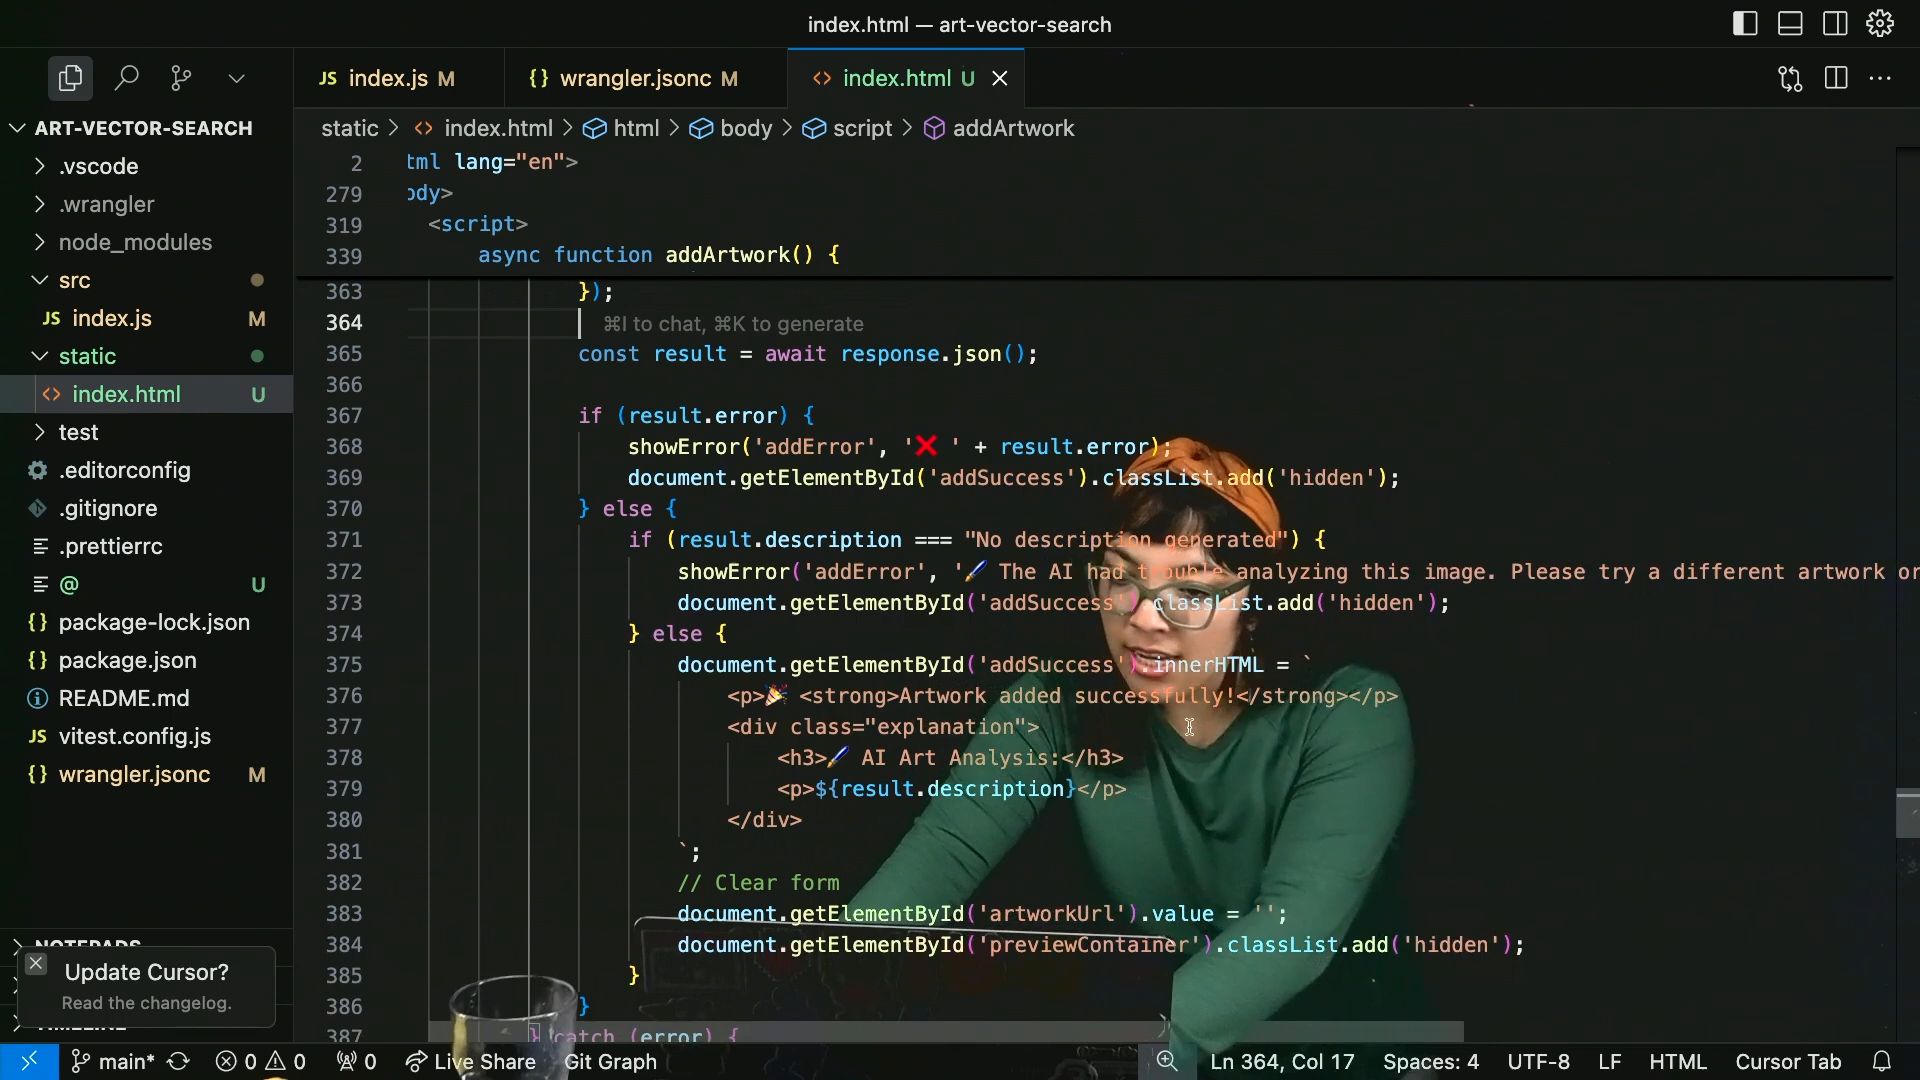 index.html — art-vector-search
JS index.js M
{} wrangler.jsonc M
<> index.html U
ART-VECTOR-SEARCH
.vscode
.wrangler
node_modules
src
JS index.js M
static
<> index.html U
test
.editorconfig
.gitignore
.prettierrc
@ U
{} package-lock.json
{} package.json
README.md
JS vitest.config.js
{} wrangler.jsonc M
NOTEPADS
Update Cursor?
Read the changelog.
TIMELINE
static > <> index.html > html > body > script > addArtwork
2 tml lang="en">
279 ody>
319 <script>
339 async function addArtwork() {
363 });
364 ⌘I to chat, ⌘K to generate
365 const result = await response.json();
366
367 if (result.error) {
368 showError('addError', '❌ ' + result.error);
369 document.getElementById('addSuccess').classList.add('hidden');
370 } else {
371 if (result.description === "No description generated") {
372 showError('addError', '🖌️ The AI had trouble analyzing this image. Please try a different artwork or
373 document.getElementById('addSuccess').classList.add('hidden');
374 } else {
375 document.getElementById('addSuccess').innerHTML = `
376 <p>🎉 <strong>Artwork added successfully!</strong></p>
377 <div class="explanation">
378 <h3>🖌️ AI Art Analysis:</h3>
379 <p>${result.description}</p>
380 </div>
381 `;
382 // Clear form
383 document.getElementById('artworkUrl').value = '';
384 document.getElementById('previewContainer').classList.add('hidden');
385 }
386 }
387 } catch (error) {
main* 0 0 0 Live Share Git Graph Ln 364, Col 17 Spaces: 4 UTF-8 LF HTML Cursor Tab